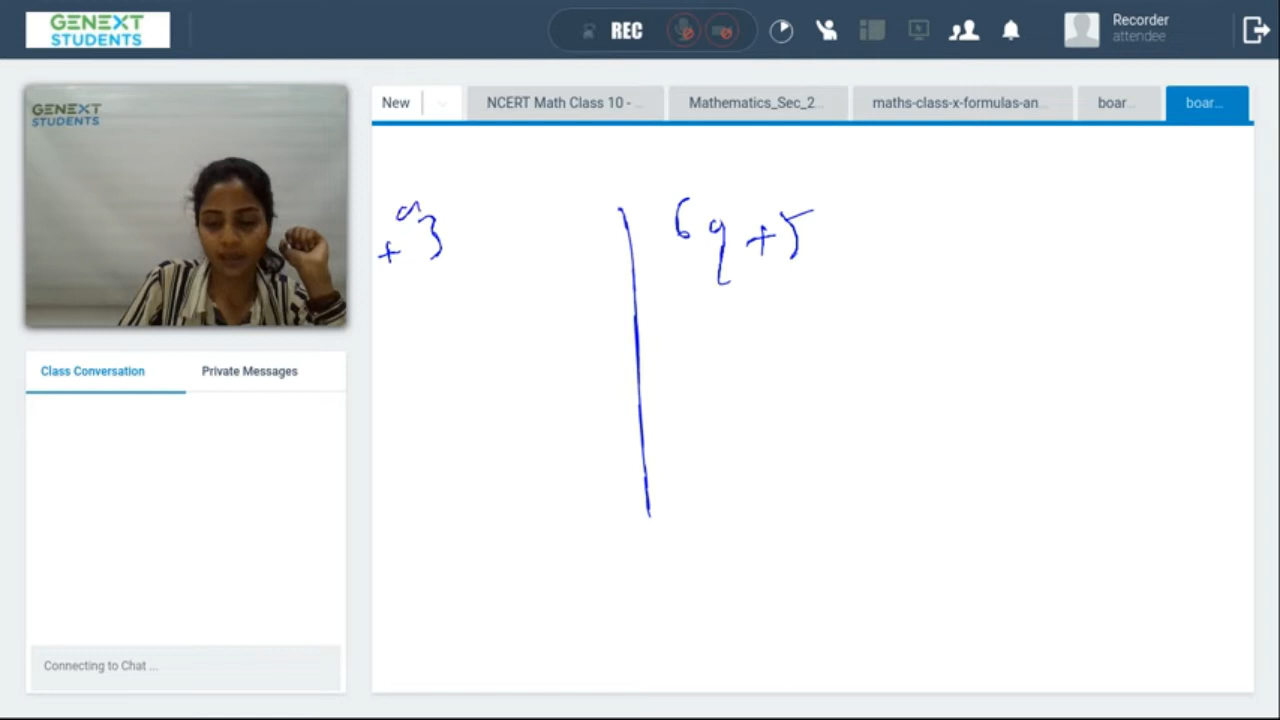 GENEXT
STUDENTS
REC
Recorder
attendee
GENEXT
STUDENTS
New
NCERT Math Class 10 - ...
Mathematics_Sec_2...
maths-class-x-formulas-an...
boar...
boar...
+ 3
6q + 5
Class Conversation
Private Messages
Connecting to Chat ...